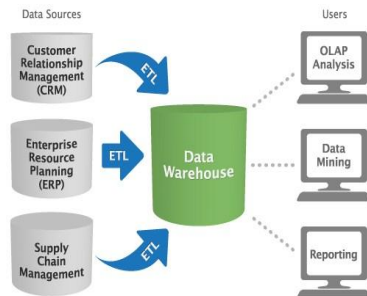 Data Sources
Users
Customer
Relationship
Management
(CRM)
ETL
OLAP
Analysis
Enterprise
Resource
Planning
(ERP)
ETL
Data
Warehouse
Data
Mining
Supply
Chain
Management
ETL
Reporting